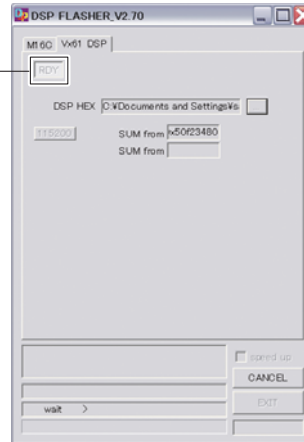 DSP FLASHER_V2.70
M16C Vx61 DSP
RDY
DSP HEX C:¥Documents and Settings¥s
115200 SUM from x50f23480
SUM from
speed up
CANCEL
EXIT
wait >